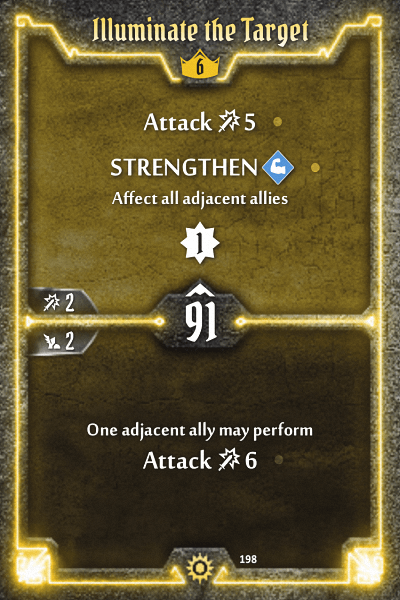 Illuminate the Target
6
Attack 5
STRENGTHEN
Affect all adjacent allies
1
2
91
2
One adjacent ally may perform
Attack 6
198